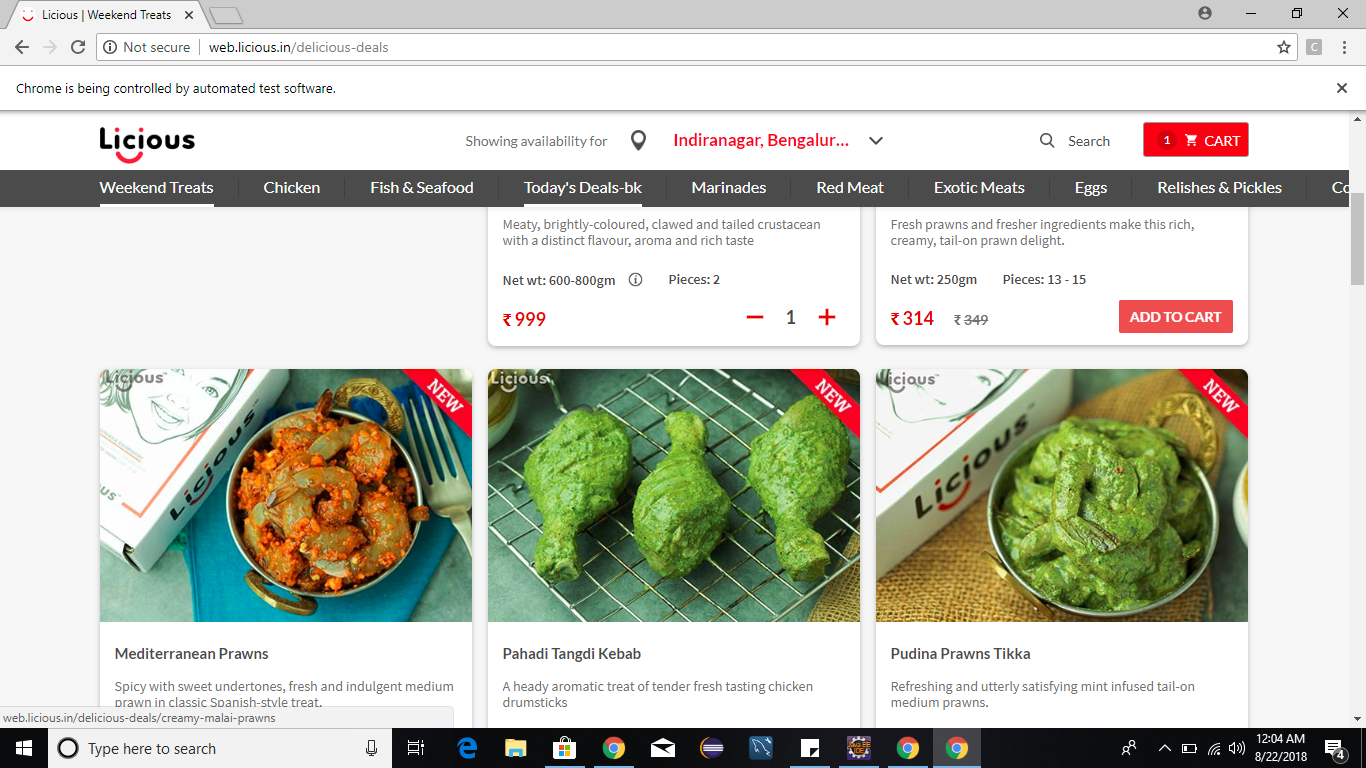 Licious | Weekend Treats
Not secure
web.licious.in/delicious-deals
C
Chrome is being controlled by automated test software.
Licious
Showing availability for
Indiranagar, Bengalur...
Search
1 CART
Weekend Treats
Chicken
Fish & Seafood
Today's Deals-bk
Marinades
Red Meat
Exotic Meats
Eggs
Relishes & Pickles
Co
Meaty, brightly-coloured, clawed and tailed crustacean
with a distinct flavour, aroma and rich taste
Net wt: 600-800gm
Pieces: 2
₹ 999
1
Fresh prawns and fresher ingredients make this rich,
creamy, tail-on prawn delight.
Net wt: 250gm
Pieces: 13 - 15
₹ 314
₹ 349
ADD TO CART
Licious™
NEW
Licious™
Licious™
NEW
Licious™
NEW
Licious
Mediterranean Prawns
Spicy with sweet undertones, fresh and indulgent medium
prawn in classic Spanish-style treat.
Pahadi Tangdi Kebab
A heady aromatic treat of tender fresh tasting chicken
drumsticks
Pudina Prawns Tikka
Refreshing and utterly satisfying mint infused tail-on
medium prawns.
web.licious.in/delicious-deals/creamy-malai-prawns
Type here to search
12:04 AM
8/22/2018
4